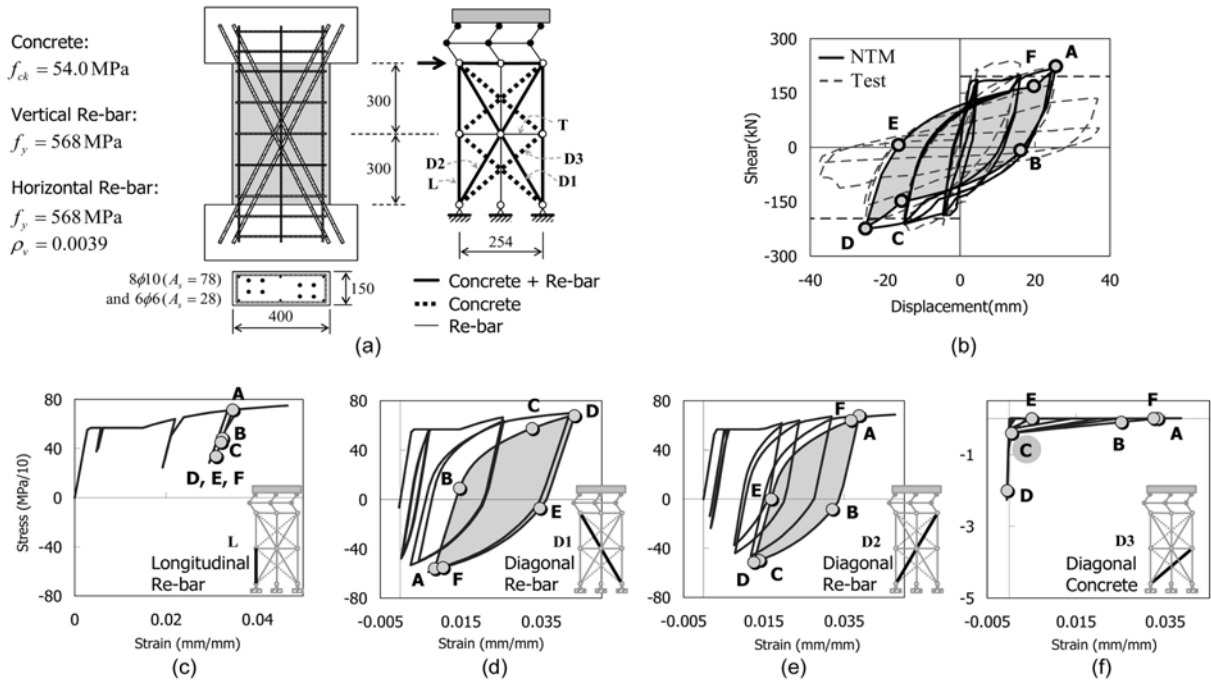 Concrete:
f_ck = 54.0 MPa
Vertical Re-bar:
f_y = 568 MPa
Horizontal Re-bar:
f_y = 568 MPa
ρ_v = 0.0039
8ϕ10 (A_s = 78)
and 6ϕ6 (A_s = 28)
150
400
300
300
T
D3
D2
L
D1
254
Concrete + Re-bar
Concrete
Re-bar
(a)
300
150
0
-150
-300
Shear(kN)
NTM
Test
F
A
E
B
D
C
-40
-20
0
20
40
Displacement(mm)
(b)
80
40
0
-40
-80
Stress (MPa/10)
A
B
C
D, E, F
L
Longitudinal
Re-bar
0
0.02
0.04
Strain (mm/mm)
(c)
80
40
0
-40
-80
C
D
B
E
A
F
D1
Diagonal
Re-bar
-0.005
0.015
0.035
Strain (mm/mm)
(d)
80
40
0
-40
-80
F
A
E
B
D
C
D2
Diagonal
Re-bar
-0.005
0.015
0.035
Strain (mm/mm)
(e)
1
-1
-3
-5
E
F
B
A
C
D
D3
Diagonal
Concrete
-0.005
0.015
0.035
Strain (mm/mm)
(f)